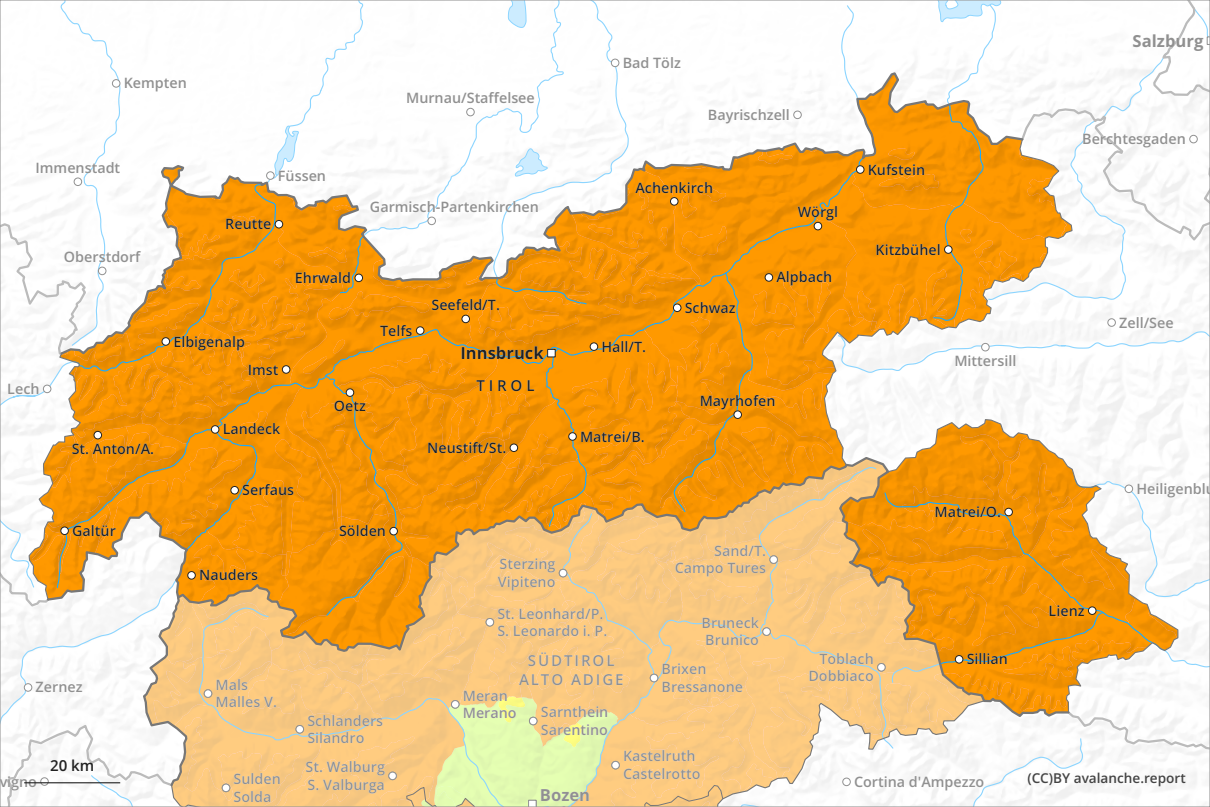 Salzburg
Bad Tölz
Kempten
Murnau/Staffelsee
Bayrischzell
Berchtesgaden
Immenstadt
Füssen
Kufstein
Achenkirch
Garmisch-Partenkirchen
Wörgl
Reutte
Kitzbühel
Oberstdorf
Ehrwald
Alpbach
Seefeld/T.
Schwaz
Zell/See
Telfs
Elbigenalp
Innsbruck
Hall/T.
Mittersill
Imst
TIROL
Lech
Oetz
Mayrhofen
Landeck
St. Anton/A.
Neustift/St.
Matrei/B.
Serfaus
Heiligenblu
Matrei/O.
Galtür
Sölden
Sand/T.
Campo Tures
Sterzing
Vipiteno
Nauders
Lienz
St. Leonhard/P.
S. Leonardo i. P.
Bruneck
Brunico
SÜDTIROL
ALTO ADIGE
Toblach
Dobbiaco
Sillian
Brixen
Bressanone
Zernez
Mals
Malles V.
Meran
Merano
Sarnthein
Sarentino
Schlanders
Silandro
Kastelruth
Castelrotto
20 km
St. Walburg
S. Valburga
vigno
Sulden
Solda
Cortina d'Ampezzo
(CC)BY avalanche.report
Bozen